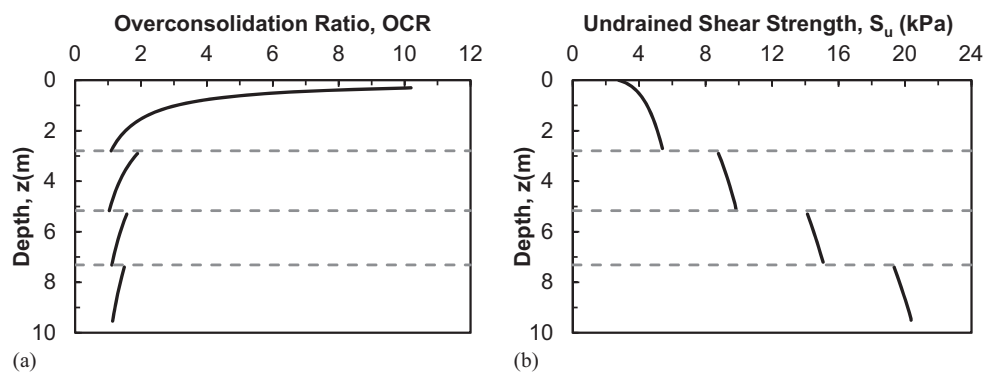 Overconsolidation Ratio, OCR
0 2 4 6 8 10 12
0
2
4
6
8
10
Depth, z(m)
(a)
Undrained Shear Strength, Su (kPa)
0 4 8 12 16 20 24
0
2
4
6
8
10
Depth, z(m)
(b)